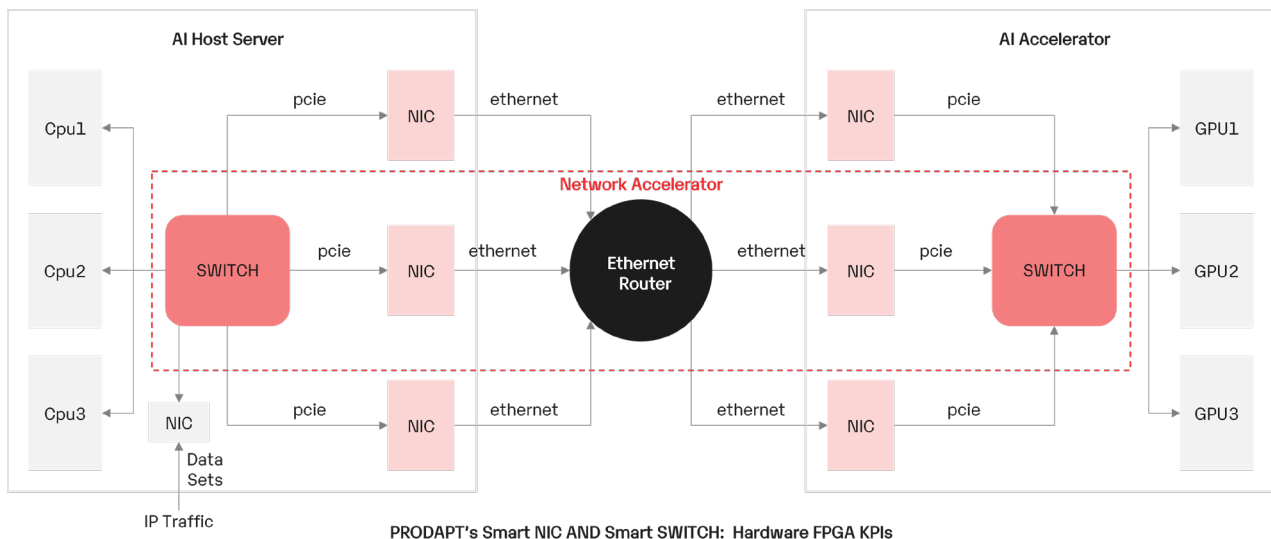 AI Host Server
AI Accelerator
Cpu1
pcie
NIC
ethernet
ethernet
NIC
pcie
GPU1
Network Accelerator
Cpu2
SWITCH
pcie
NIC
ethernet
Ethernet
Router
ethernet
NIC
pcie
SWITCH
GPU2
Cpu3
NIC
pcie
NIC
ethernet
ethernet
NIC
pcie
GPU3
Data
Sets
IP Traffic
PRODAPT's Smart NIC AND Smart SWITCH: Hardware FPGA KPIs